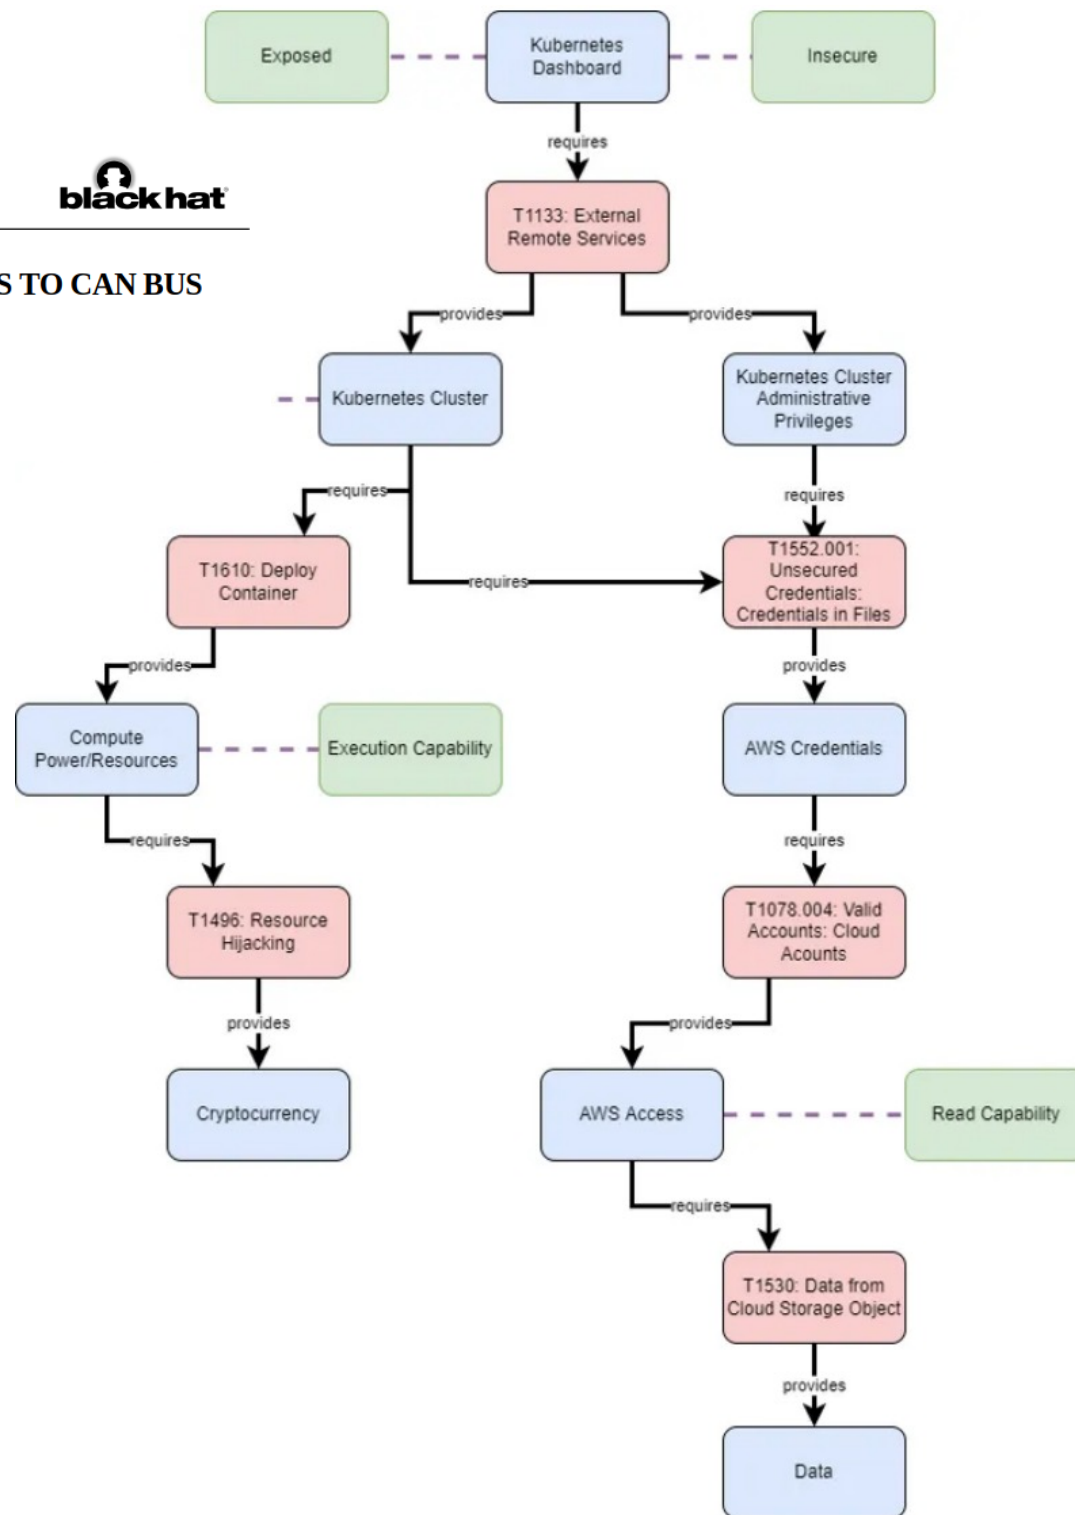 Exposed
Kubernetes
Dashboard
Insecure
requires
black hat
T1133: External
Remote Services
S TO CAN BUS
provides
provides
Kubernetes Cluster
Kubernetes Cluster
Administrative
Privileges
requires
requires
T1610: Deploy
Container
requires
T1552.001:
Unsecured
Credentials:
Credentials in Files
provides
provides
Compute
Power/Resources
Execution Capability
AWS Credentials
requires
requires
T1496: Resource
Hijacking
T1078.004: Valid
Accounts: Cloud
Acounts
provides
provides
Cryptocurrency
AWS Access
Read Capability
requires
T1530: Data from
Cloud Storage Object
provides
Data